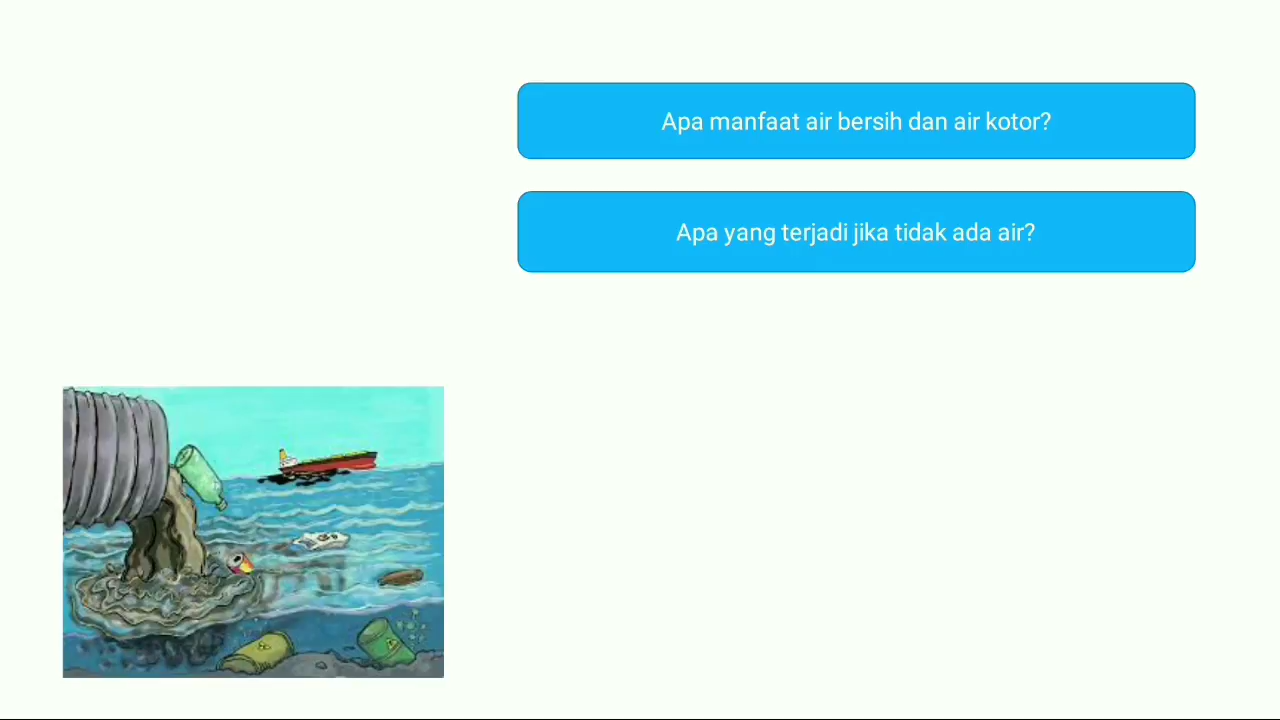 Apa manfaat air bersih dan air kotor?
Apa yang terjadi jika tidak ada air?